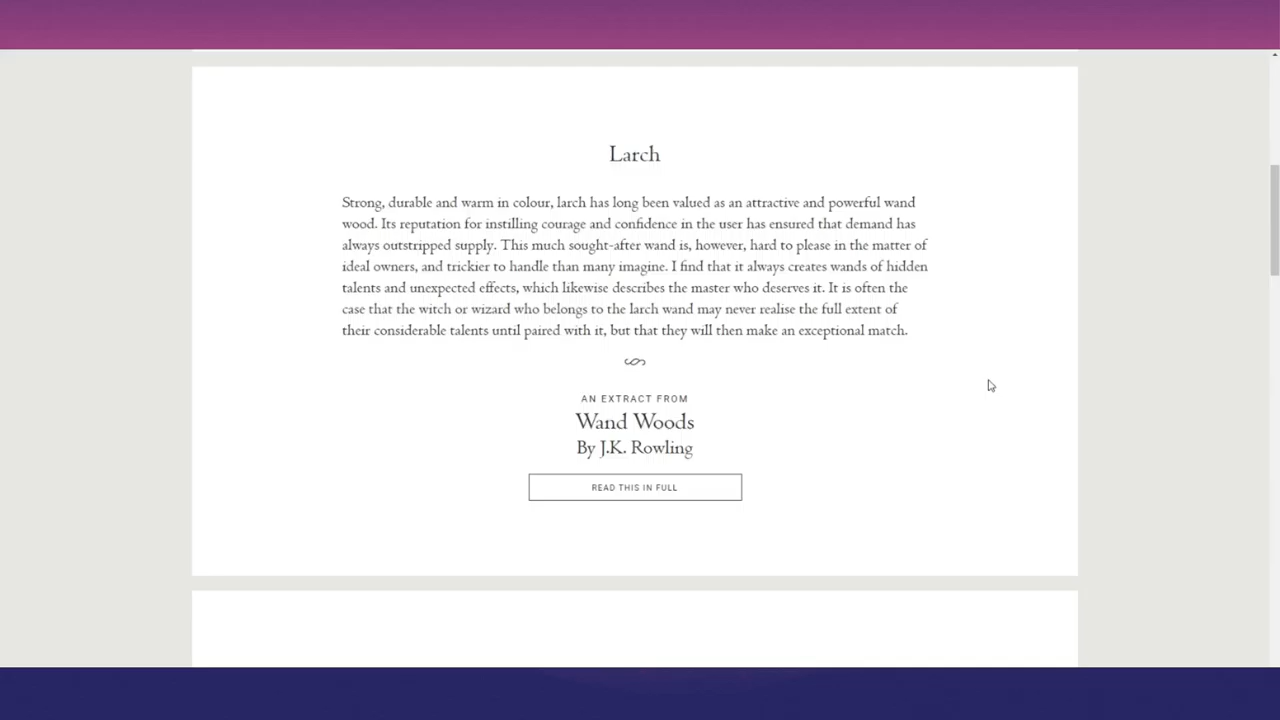 Larch
Strong, durable and warm in colour, larch has long been valued as an attractive and powerful wand
wood. Its reputation for instilling courage and confidence in the user has ensured that demand has
always outstripped supply. This much sought-after wand is, however, hard to please in the matter of
ideal owners, and trickier to handle than many imagine. I find that it always creates wands of hidden
talents and unexpected effects, which likewise describes the master who deserves it. It is often the
case that the witch or wizard who belongs to the larch wand may never realise the full extent of
their considerable talents until paired with it, but that they will then make an exceptional match.
AN EXTRACT FROM
Wand Woods
By J.K. Rowling
READ THIS IN FULL